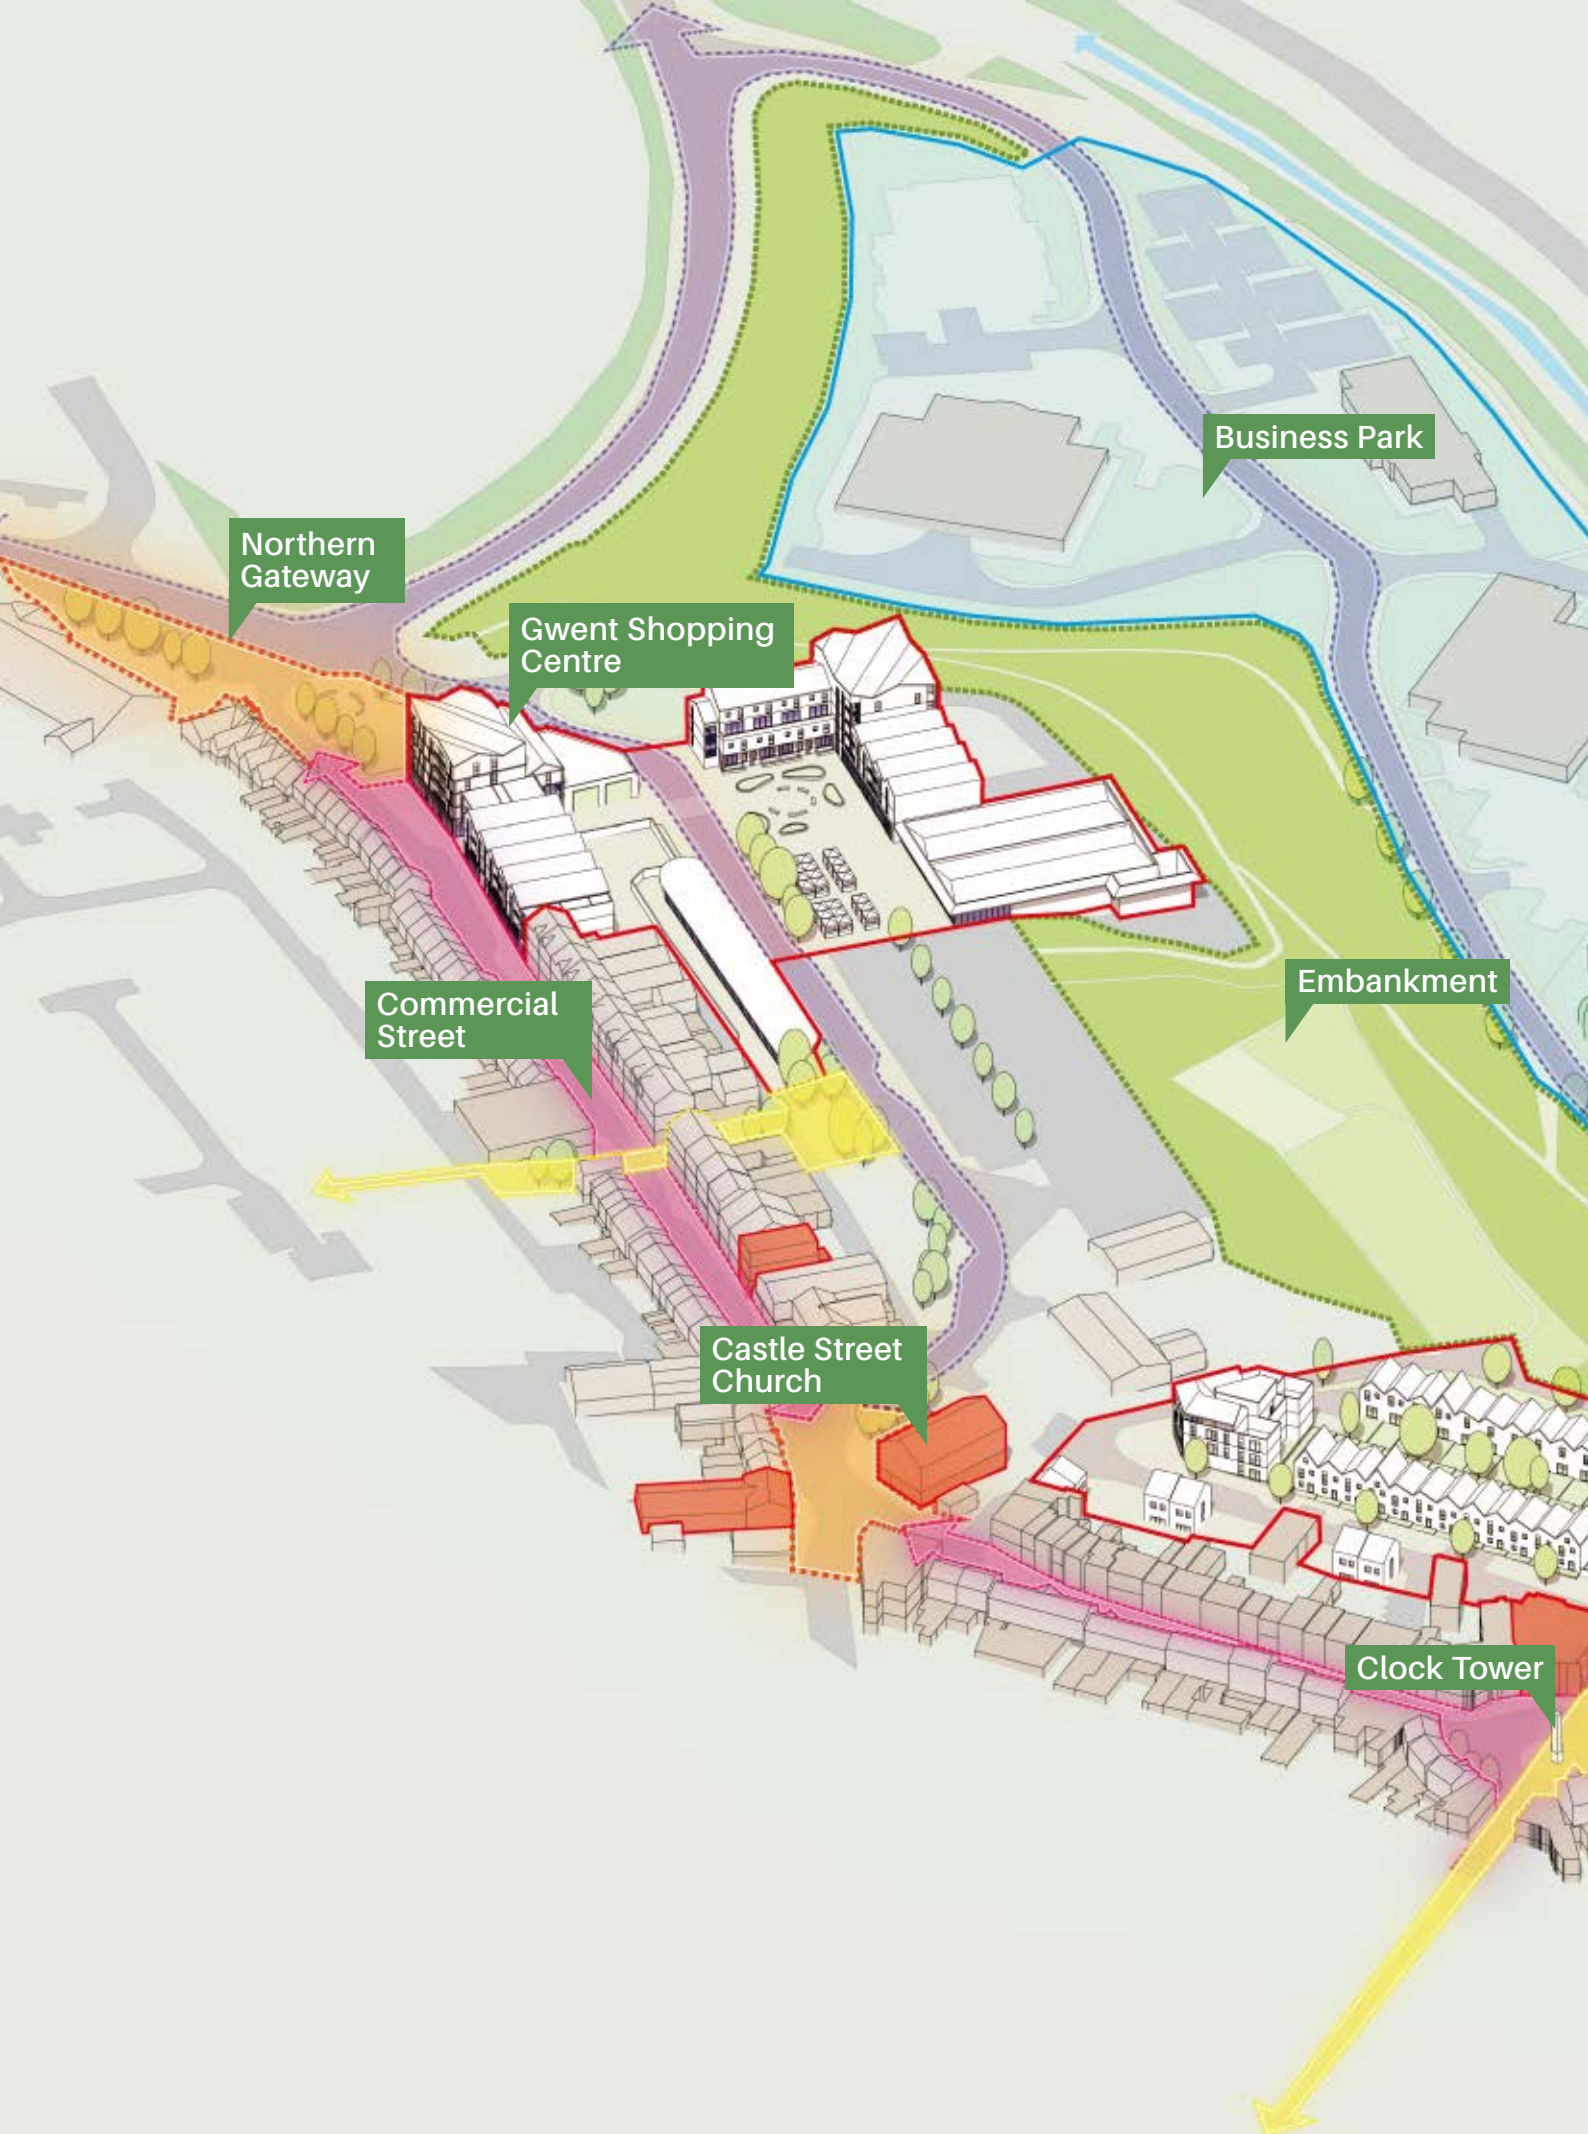 Business Park
Northern
Gateway
Gwent Shopping
Centre
Embankment
Commercial
Street
Castle Street
Church
Clock Tower